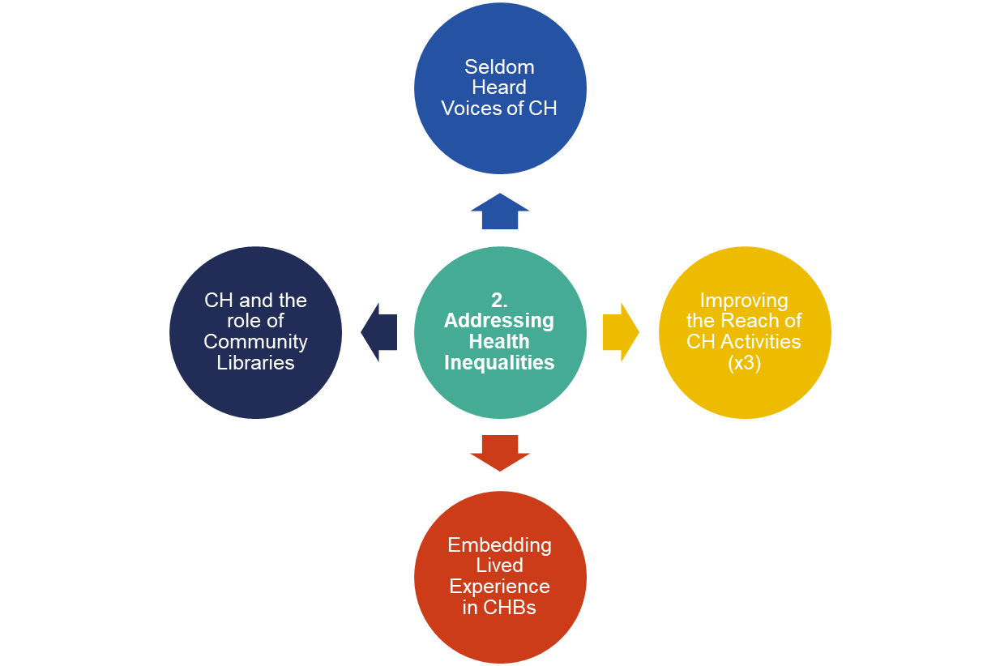 Seldom
Heard
Voices of CH
CH and the
role of
Community
Libraries
2.
Addressing
Health
Inequalities
Improving
the Reach of
CH Activities
(x3)
Embedding
Lived
Experience
in CHBs